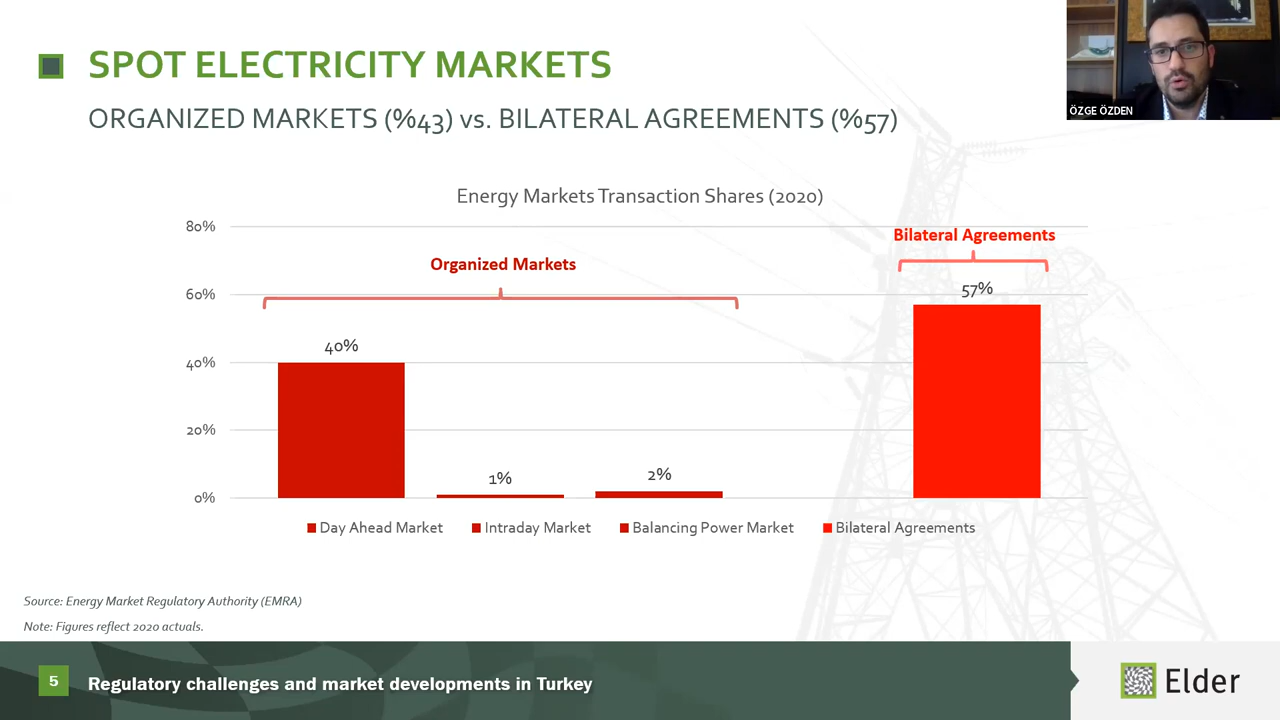 SPOT ELECTRICITY MARKETS
ORGANIZED MARKETS (%43) vs. BILATERAL AGREEMENTS (%57)
ÖZGE ÖZDEN
Energy Markets Transaction Shares (2020)
80%
60%
40%
20%
0%
Organized Markets
Bilateral Agreements
40%
1%
2%
57%
Day Ahead Market
Intraday Market
Balancing Power Market
Bilateral Agreements
Source: Energy Market Regulatory Authority (EMRA)
Note: Figures reflect 2020 actuals.
5
Regulatory challenges and market developments in Turkey
Elder